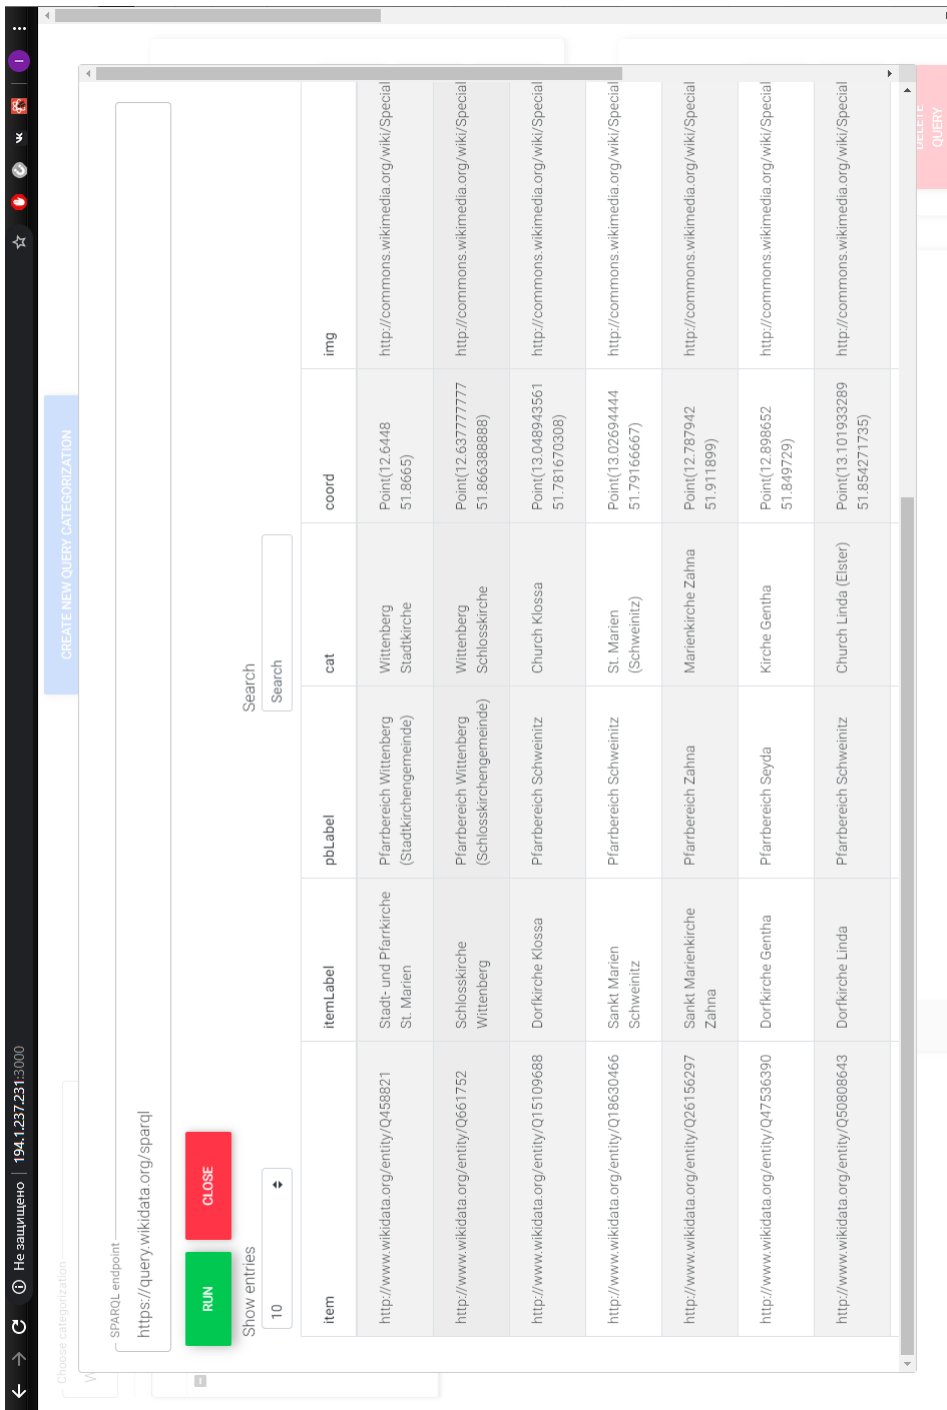 Не защищено | 194.1.237.231:3000
CREATE NEW QUERY CATEGORIZATION
Choose categorization
W
DELETE
QUERY
SPARQL endpoint
https://query.wikidata.org/sparql
RUN CLOSE
Show entries Search
10 Search
item itemLabel pbLabel cat coord img
http://www.wikidata.org/entity/Q458821 Stadt- und Pfarrkirche Pfarrbereich Wittenberg Wittenberg Point(12.6448 http://commons.wikimedia.org/wiki/Special
St. Marien (Stadtkirchengemeinde) Stadtkirche 51.8665)
http://www.wikidata.org/entity/Q661752 Schlosskirche Pfarrbereich Wittenberg Wittenberg Point(12.637777777 http://commons.wikimedia.org/wiki/Special
Wittenberg (Schlosskirchengemeinde) Schlosskirche 51.866388888)
http://www.wikidata.org/entity/Q15109688 Dorfkirche Klossa Pfarrbereich Schweinitz Church Klossa Point(13.048943561 http://commons.wikimedia.org/wiki/Special
51.781670308)
http://www.wikidata.org/entity/Q18630466 Sankt Marien Pfarrbereich Schweinitz St. Marien Point(13.02694444 http://commons.wikimedia.org/wiki/Special
Schweinitz (Schweinitz) 51.79166667)
http://www.wikidata.org/entity/Q26156297 Sankt Marienkirche Pfarrbereich Zahna Marienkirche Zahna Point(12.787942 http://commons.wikimedia.org/wiki/Special
Zahna 51.911899)
http://www.wikidata.org/entity/Q47536390 Dorfkirche Gentha Pfarrbereich Seyda Kirche Gentha Point(12.898652 http://commons.wikimedia.org/wiki/Special
51.849729)
http://www.wikidata.org/entity/Q50808643 Dorfkirche Linda Pfarrbereich Schweinitz Church Linda (Elster) Point(13.101933289 http://commons.wikimedia.org/wiki/Special
51.854271735)